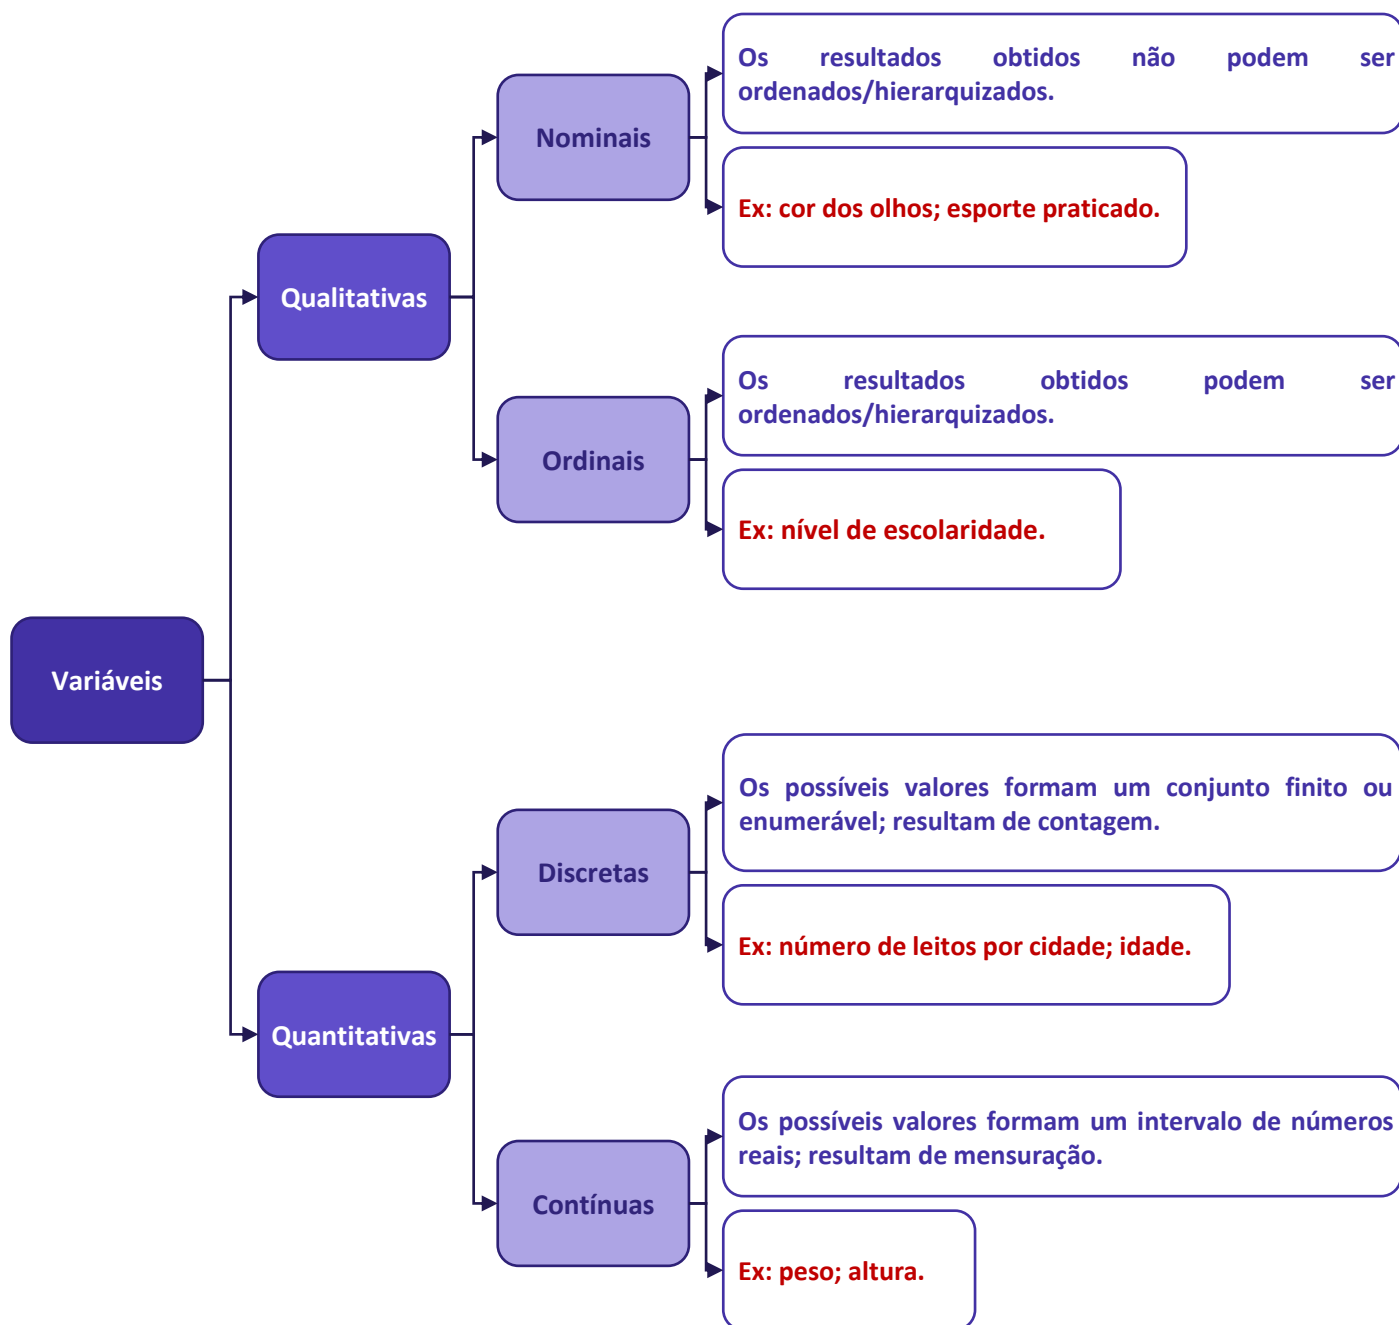 Os resultados obtidos não podem ser
ordenados/hierarquizados.
Nominais
Ex: cor dos olhos; esporte praticado.
Qualitativas
Os resultados obtidos podem ser
ordenados/hierarquizados.
Ordinais
Ex: nível de escolaridade.
Variáveis
Os possíveis valores formam um conjunto finito ou
enumerável; resultam de contagem.
Discretas
Ex: número de leitos por cidade; idade.
Quantitativas
Os possíveis valores formam um intervalo de números
reais; resultam de mensuração.
Contínuas
Ex: peso; altura.